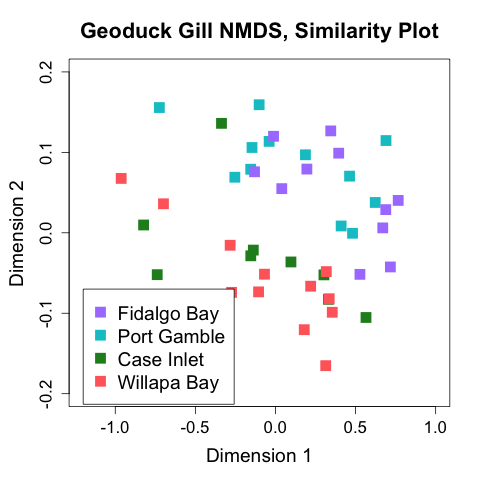 Geoduck Gill NMDS, Similarity Plot
Dimension 2
0.2
0.1
0.0
-0.1
-0.2
Fidalgo Bay
Port Gamble
Case Inlet
Willapa Bay
-1.0 -0.5 0.0 0.5 1.0
Dimension 1